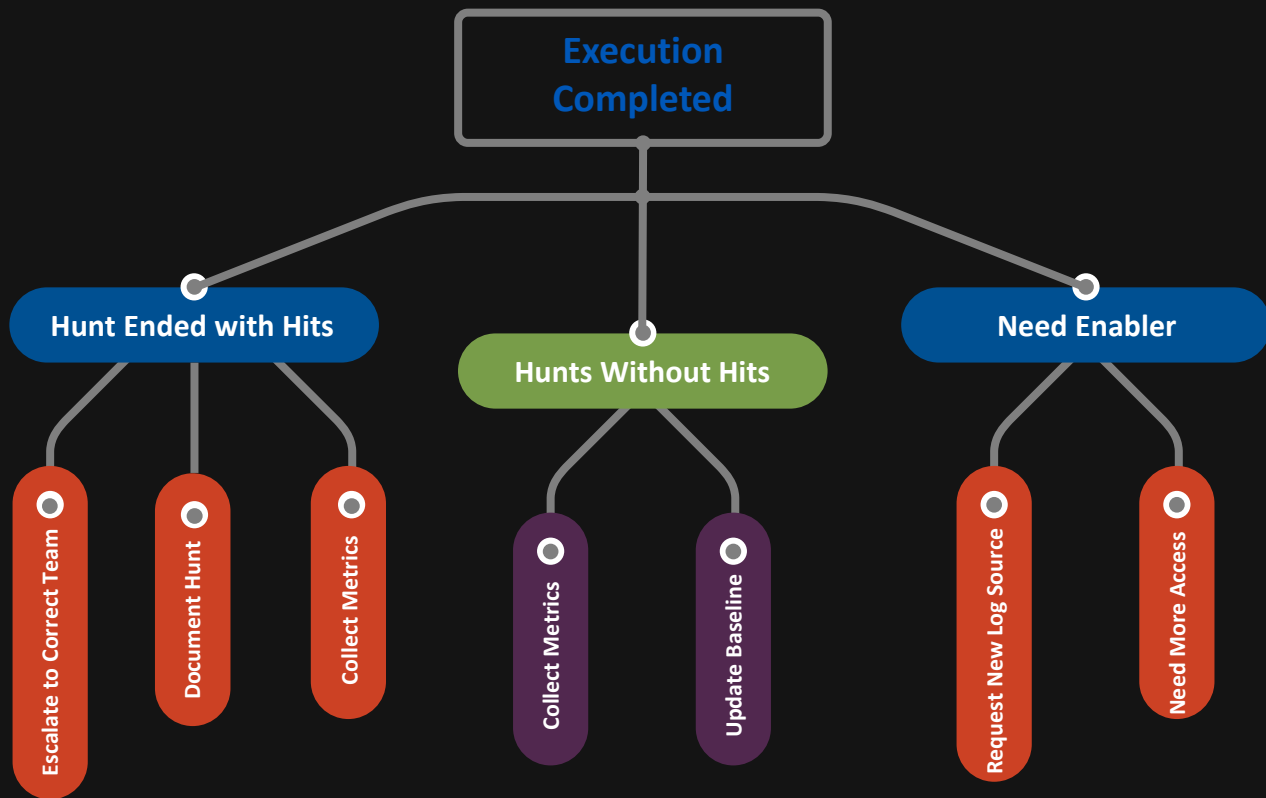 Execution
Completed
Hunt Ended with Hits
Need Enabler
Hunts Without Hits
Escalate to Correct Team
Document Hunt
Collect Metrics
Collect Metrics
Update Baseline
Request New Log Source
Need More Access